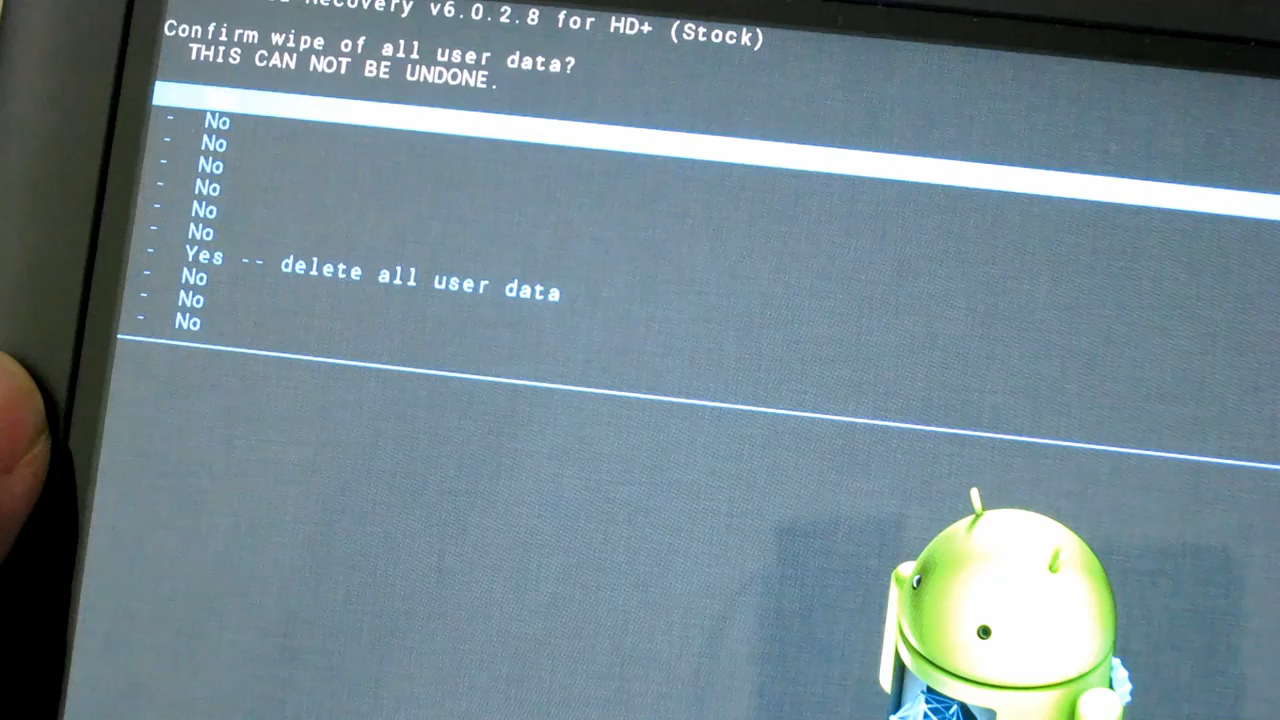 Recovery v6.0.2.8 for HD+ (Stock)
Confirm wipe of all user data?
THIS CAN NOT BE UNDONE.
- No
- No
- No
- No
- No
- No
- Yes -- delete all user data
- No
- No
- No